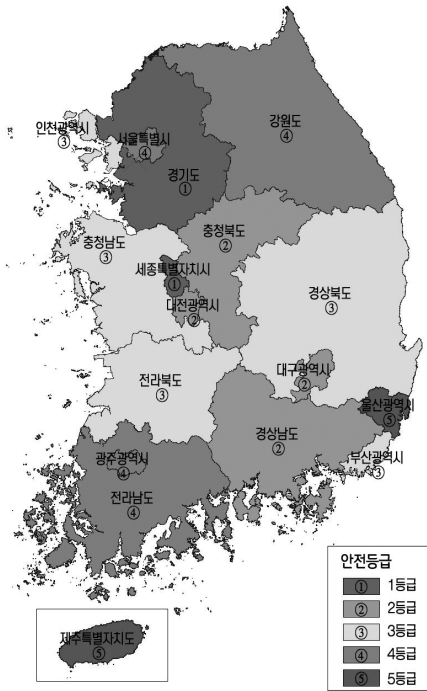 강원도
④
인천광역시
③
서울특별시
④
경기도
①
충청북도
②
충청남도
③
세종특별자치시
①
대전광역시
②
경상북도
③
대구광역시
②
전라북도
③
울산광역시
⑤
경상남도
②
부산광역시
③
광주광역시
④
전라남도
④
제주특별자치도
⑤
안전등급
① 1등급
② 2등급
③ 3등급
④ 4등급
⑤ 5등급